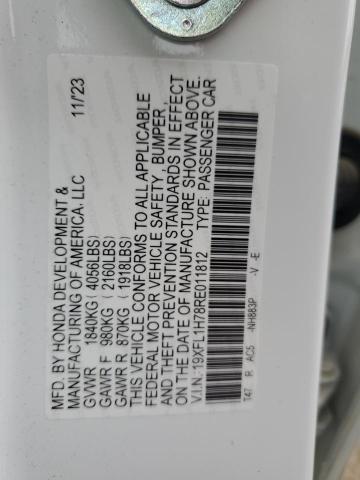 MFD. BY HONDA DEVELOPMENT & 11/'23
MANUFACTURING OF AMERICA. LLC
GVWR 1840KG (4056LBS)
GAWR F 980KG (2160LBS)
GAWR R 870KG (1918LBS)
THIS VEHICLE CONFORMS TO ALL APPLICABLE
FEDERAL MOTOR VEHICLE SAFETY, BUMPER,
AND THEFT PREVENTION STANDARDS IN EFFECT
ON THE DATE OF MANUFACTURE SHOWN ABOVE.
V.I.N.:19XFL1H78RE011812 TYPE: PASSENGER CAR
T47 R AC5 -NH883P -V -E